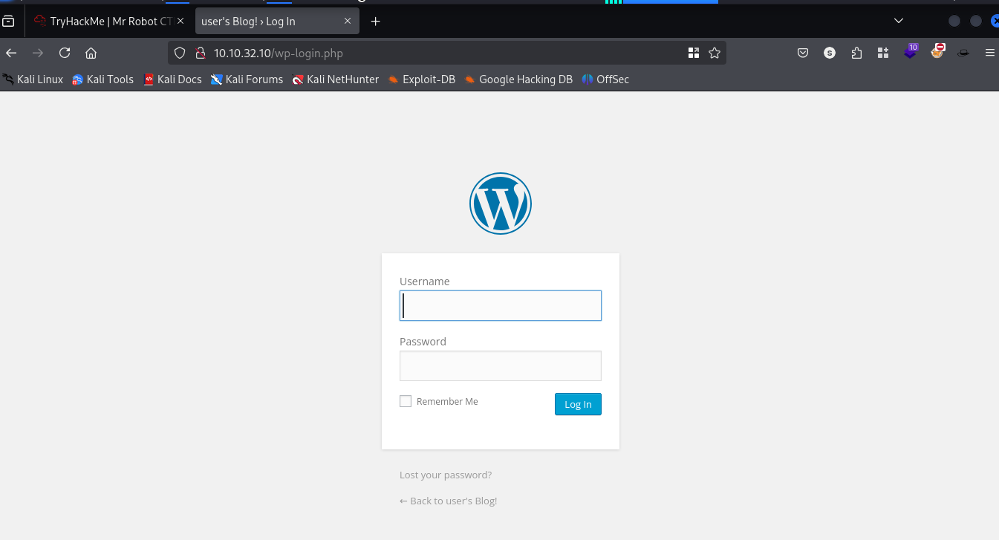 TryHackMe | Mr Robot CT
user's Blog! › Log In
10.10.32.10/wp-login.php
S
10
Kali Linux Kali Tools Kali Docs Kali Forums Kali NetHunter Exploit-DB Google Hacking DB OffSec
Username
Password
Remember Me
Log In
Lost your password?
← Back to user's Blog!